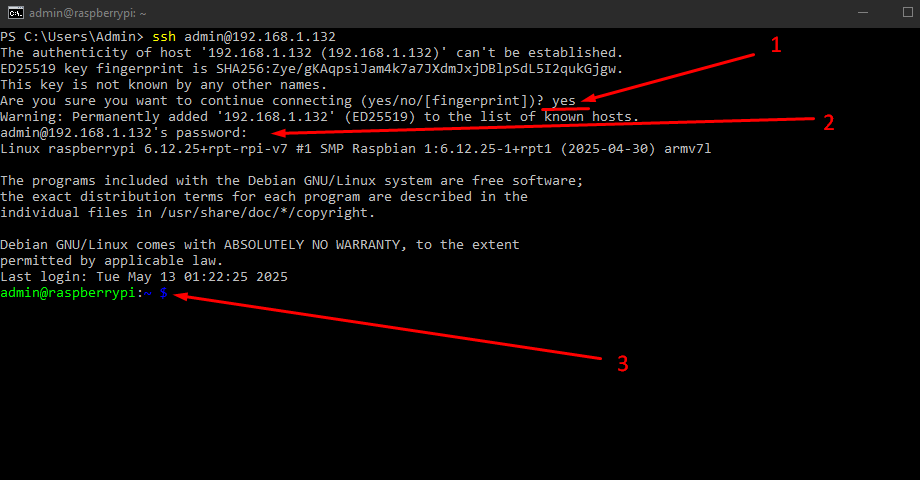 admin@raspberrypi: ~
PS C:\Users\Admin> ssh admin@192.168.1.132
The authenticity of host '192.168.1.132 (192.168.1.132)' can't be established.
ED25519 key fingerprint is SHA256:Zye/gKAqpsiJam4k7a7JXdmJxjDBlpSdL5I2qukGjgw.
This key is not known by any other names.
Are you sure you want to continue connecting (yes/no/[fingerprint])? yes
Warning: Permanently added '192.168.1.132' (ED25519) to the list of known hosts.
admin@192.168.1.132's password:
Linux raspberrypi 6.12.25+rpt-rpi-v7 #1 SMP Raspbian 1:6.12.25-1+rpt1 (2025-04-30) armv7l
The programs included with the Debian GNU/Linux system are free software;
the exact distribution terms for each program are described in the
individual files in /usr/share/doc/*/copyright.
Debian GNU/Linux comes with ABSOLUTELY NO WARRANTY, to the extent
permitted by applicable law.
Last login: Tue May 13 01:22:25 2025
admin@raspberrypi:~ $
1
2
3